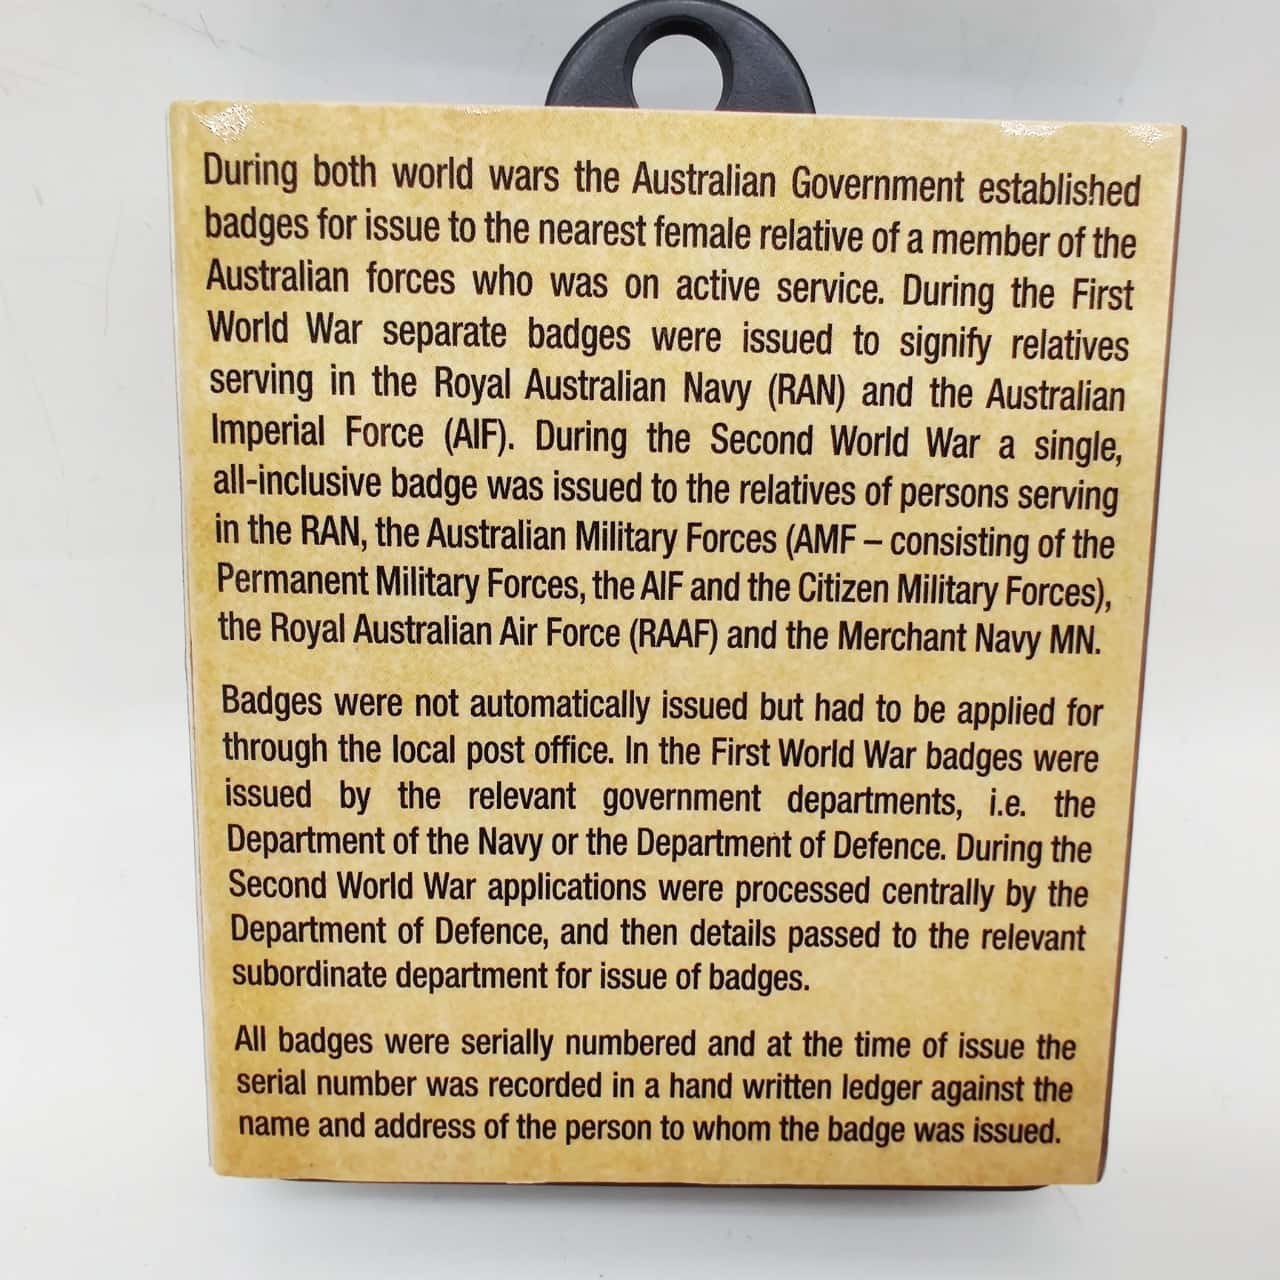 During both world wars the Australian Government established
badges for issue to the nearest female relative of a member of the
Australian forces who was on active service. During the First
World War separate badges were issued to signify relatives
serving in the Royal Australian Navy (RAN) and the Australian
Imperial Force (AIF). During the Second World War a single,
all-inclusive badge was issued to the relatives of persons serving
in the RAN, the Australian Military Forces (AMF – consisting of the
Permanent Military Forces, the AIF and the Citizen Military Forces),
the Royal Australian Air Force (RAAF) and the Merchant Navy MN.
Badges were not automatically issued but had to be applied for
through the local post office. In the First World War badges were
issued by the relevant government departments, i.e. the
Department of the Navy or the Department of Defence. During the
Second World War applications were processed centrally by the
Department of Defence, and then details passed to the relevant
subordinate department for issue of badges.
All badges were serially numbered and at the time of issue the
serial number was recorded in a hand written ledger against the
name and address of the person to whom the badge was issued.